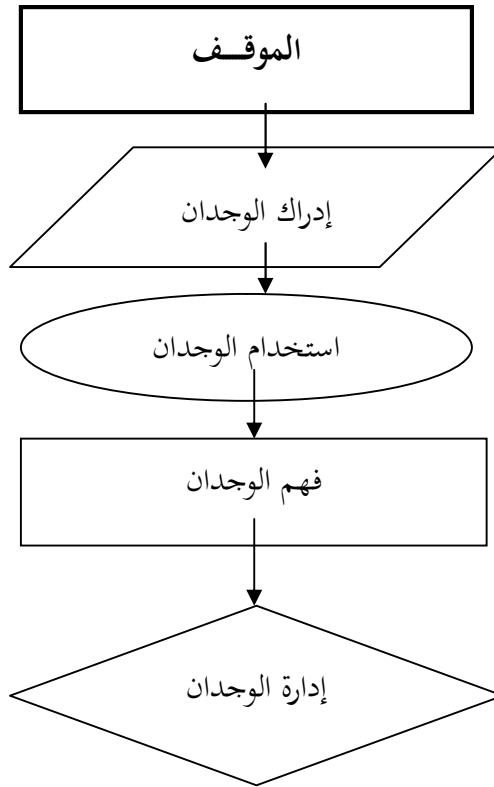 الموقـف
إدراك الوجدان
استخدام الوجدان
فهم الوجدان
إدارة الوجدان